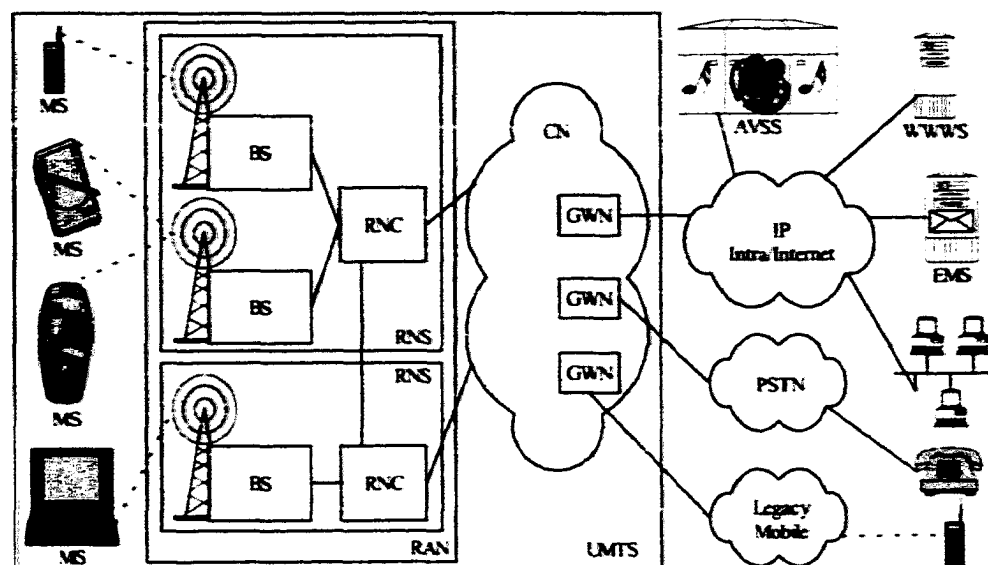 MS
MS
MS
MS
BS
BS
RNC
RNS
RNS
BS
RNC
RAN
CN
GWN
GWN
GWN
UMTS
AVSS
WWWS
IP
Intra/Internet
EMS
PSTN
Legacy
Mobile